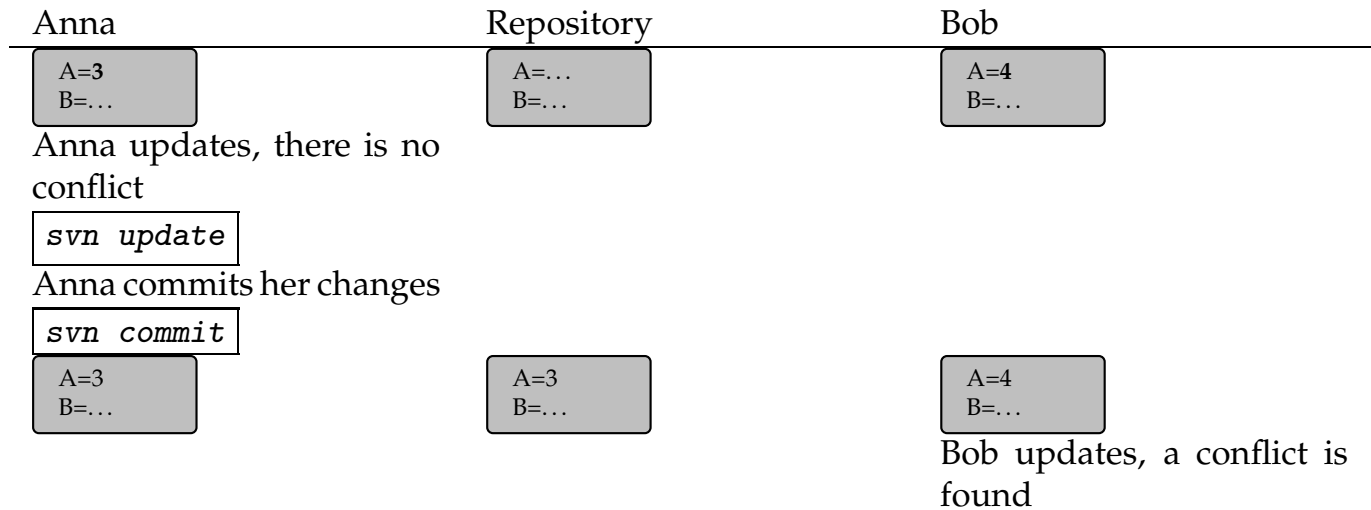 Anna Repository Bob
A=3 A=... A=4
B=... B=... B=...
Anna updates, there is no
conflict
svn update
Anna commits her changes
svn commit
A=3 A=3 A=4
B=... B=... B=...
Bob updates, a conflict is
found